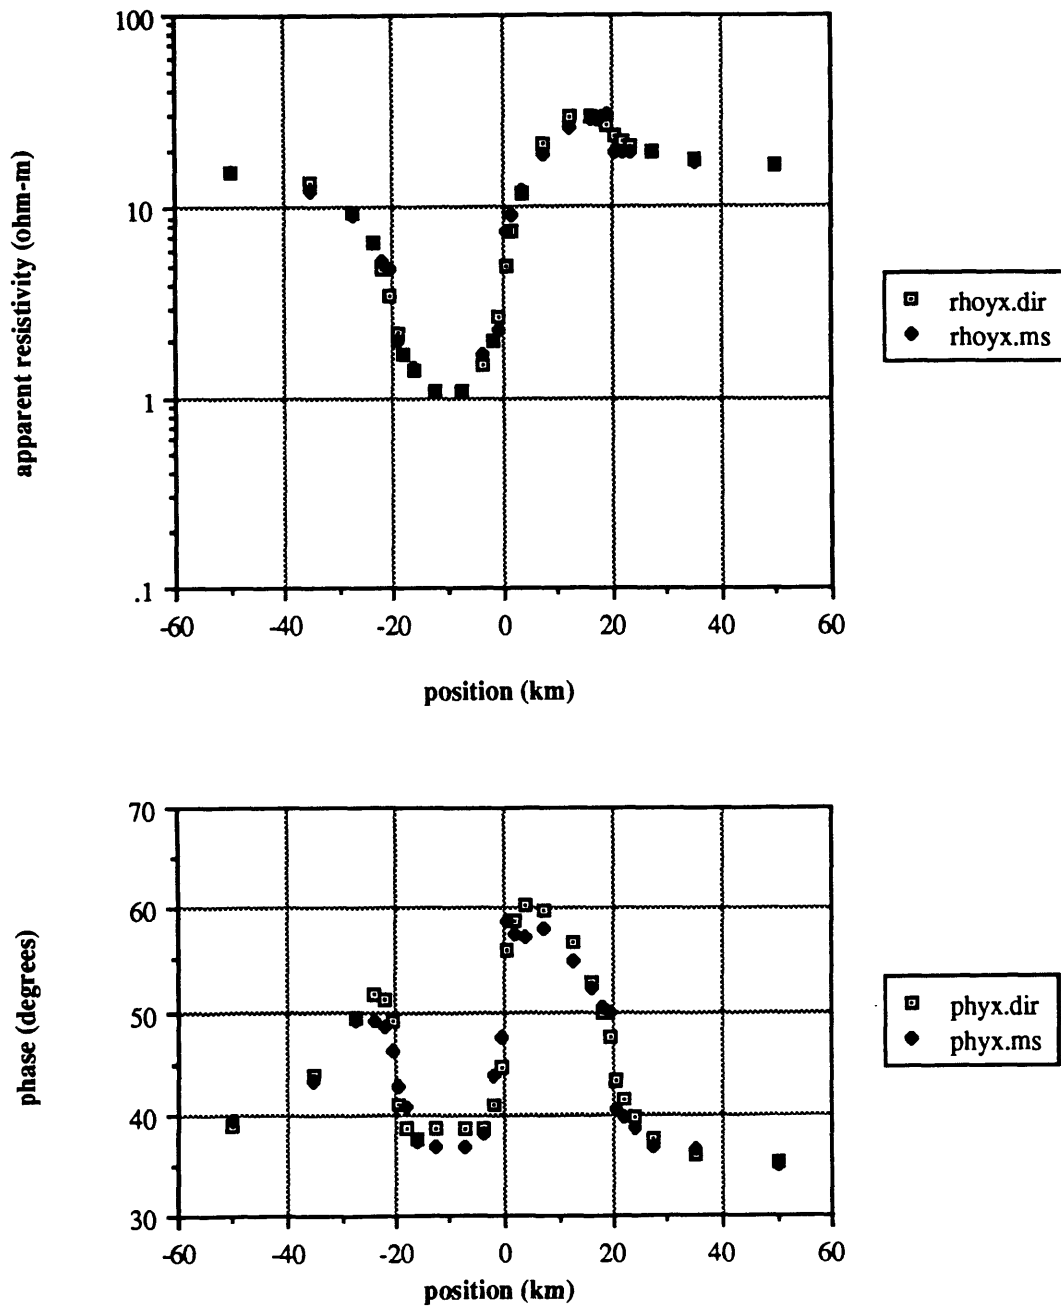 100
10
1
.1
apparent resistivity (ohm-m)
-60 -40 -20 0 20 40 60
position (km)
rhoyx.dir
rhoyx.ms
70
60
50
40
30
phase (degrees)
-60 -40 -20 0 20 40 60
position (km)
phyx.dir
phyx.ms